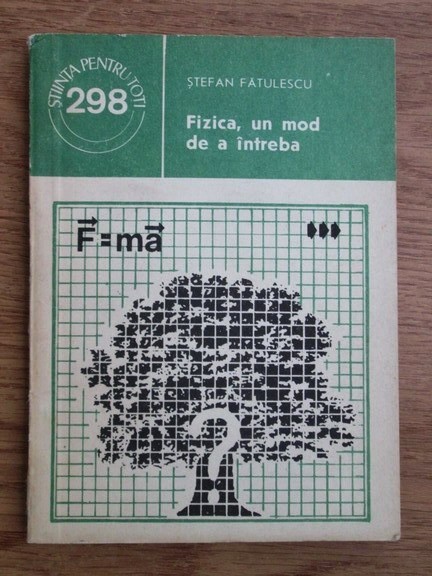 ȘTIINȚA PENTRU TOȚI
298
ȘTEFAN FĂTULESCU
Fizica, un mod
de a întreba
F⃗=ma⃗
?